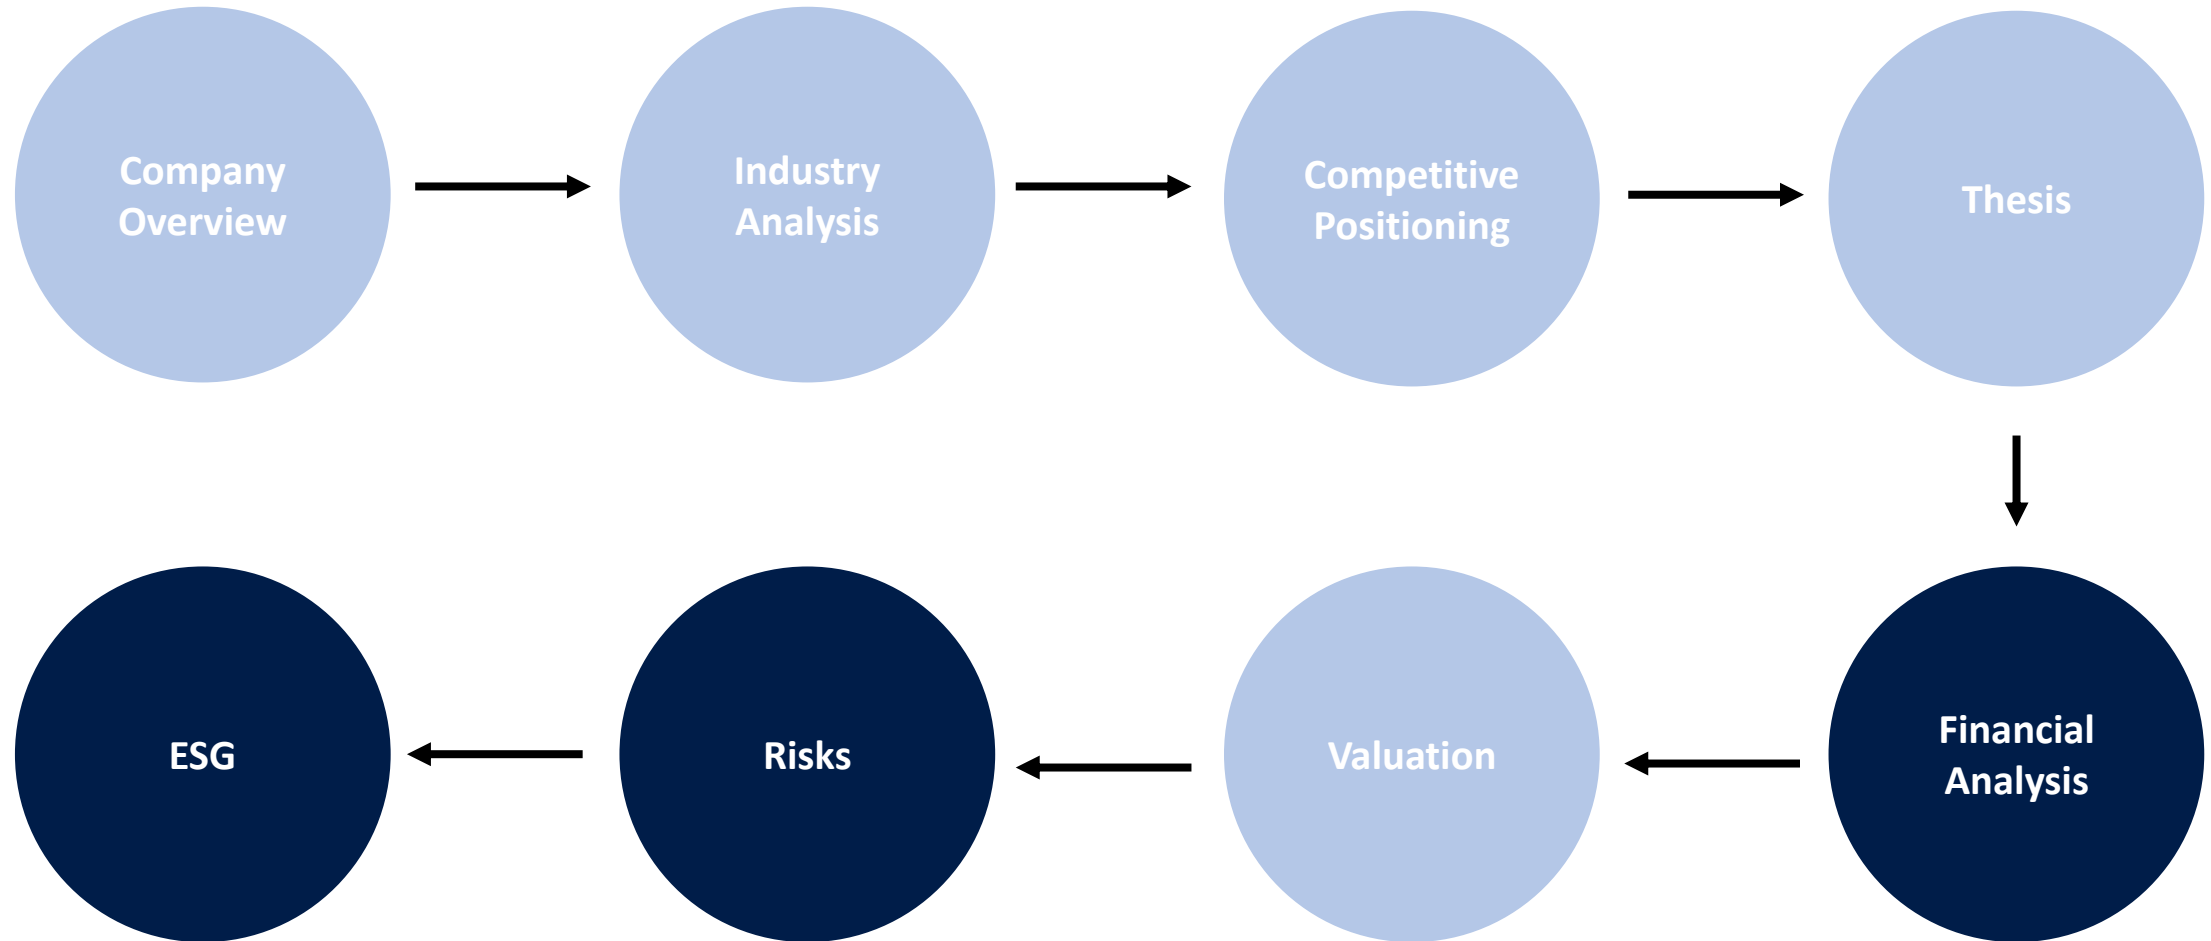 Company
Overview
Industry
Analysis
Competitive
Positioning
Thesis
Financial
Analysis
Valuation
Risks
ESG